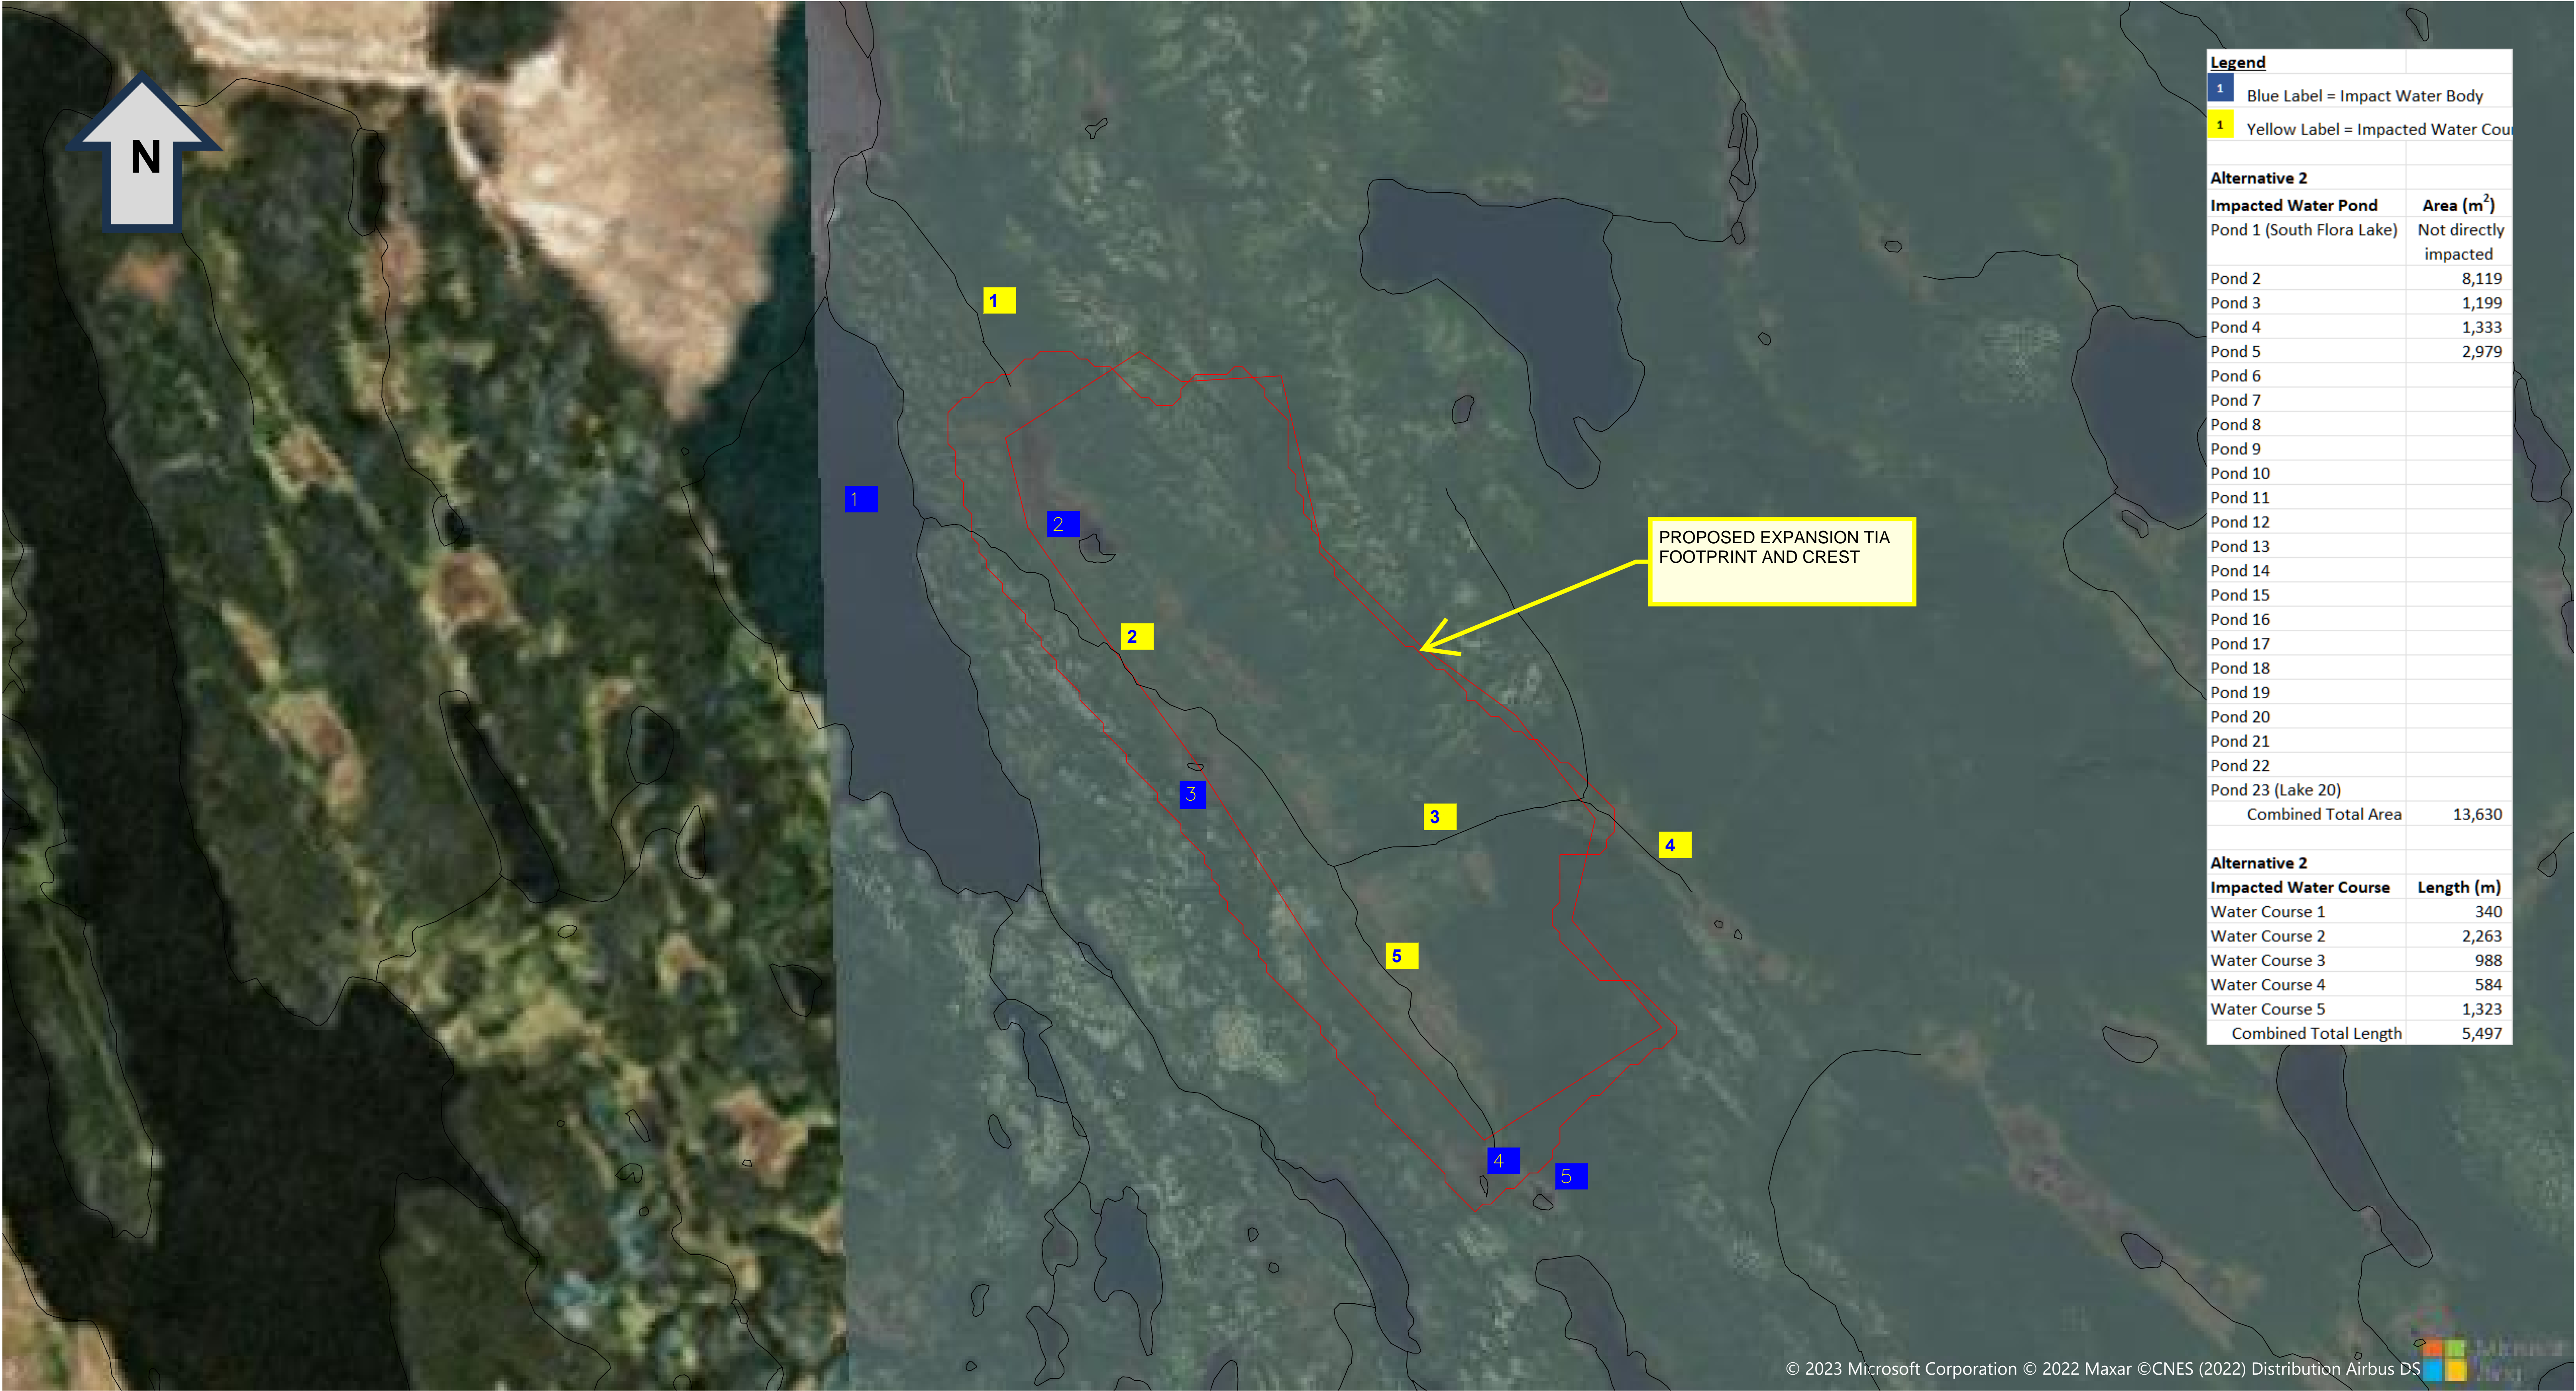 N
Legend
1 Blue Label = Impact Water Body
1 Yellow Label = Impacted Water Cour
Alternative 2
Impacted Water Pond Area (m²)
Pond 1 (South Flora Lake) Not directly
impacted
Pond 2 8,119
Pond 3 1,199
Pond 4 1,333
Pond 5 2,979
Pond 6
Pond 7
Pond 8
Pond 9
Pond 10
Pond 11
Pond 12
Pond 13
Pond 14
Pond 15
Pond 16
Pond 17
Pond 18
Pond 19
Pond 20
Pond 21
Pond 22
Pond 23 (Lake 20)
Combined Total Area 13,630
Alternative 2
Impacted Water Course Length (m)
Water Course 1 340
Water Course 2 2,263
Water Course 3 988
Water Course 4 584
Water Course 5 1,323
Combined Total Length 5,497
1
1
2
PROPOSED EXPANSION TIA
FOOTPRINT AND CREST
2
3
3
4
5
4
5
© 2023 Microsoft Corporation © 2022 Maxar ©CNES (2022) Distribution Airbus DS